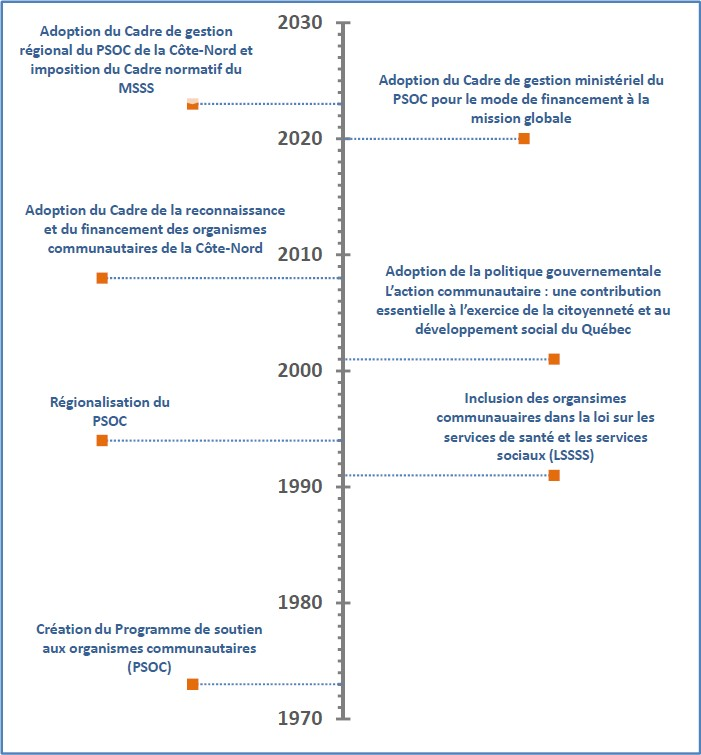 2030
Adoption du Cadre de gestion
régional du PSOC de la Côte-Nord et
imposition du Cadre normatif du
MSSS
Adoption du Cadre de gestion ministériel du
PSOC pour le mode de financement à la
mission globale
2020
Adoption du Cadre de la reconnaissance
et du financement des organismes
communautaires de la Côte-Nord
2010
Adoption de la politique gouvernementale
L'action communautaire : une contribution
essentielle à l'exercice de la citoyenneté et au
développement social du Québec
2000
Régionalisation du
PSOC
Inclusion des organsimes
communauaires dans la loi sur les
services de santé et les services
sociaux (LSSSS)
1990
1980
Création du Programme de soutien
aux organismes communautaires
(PSOC)
1970